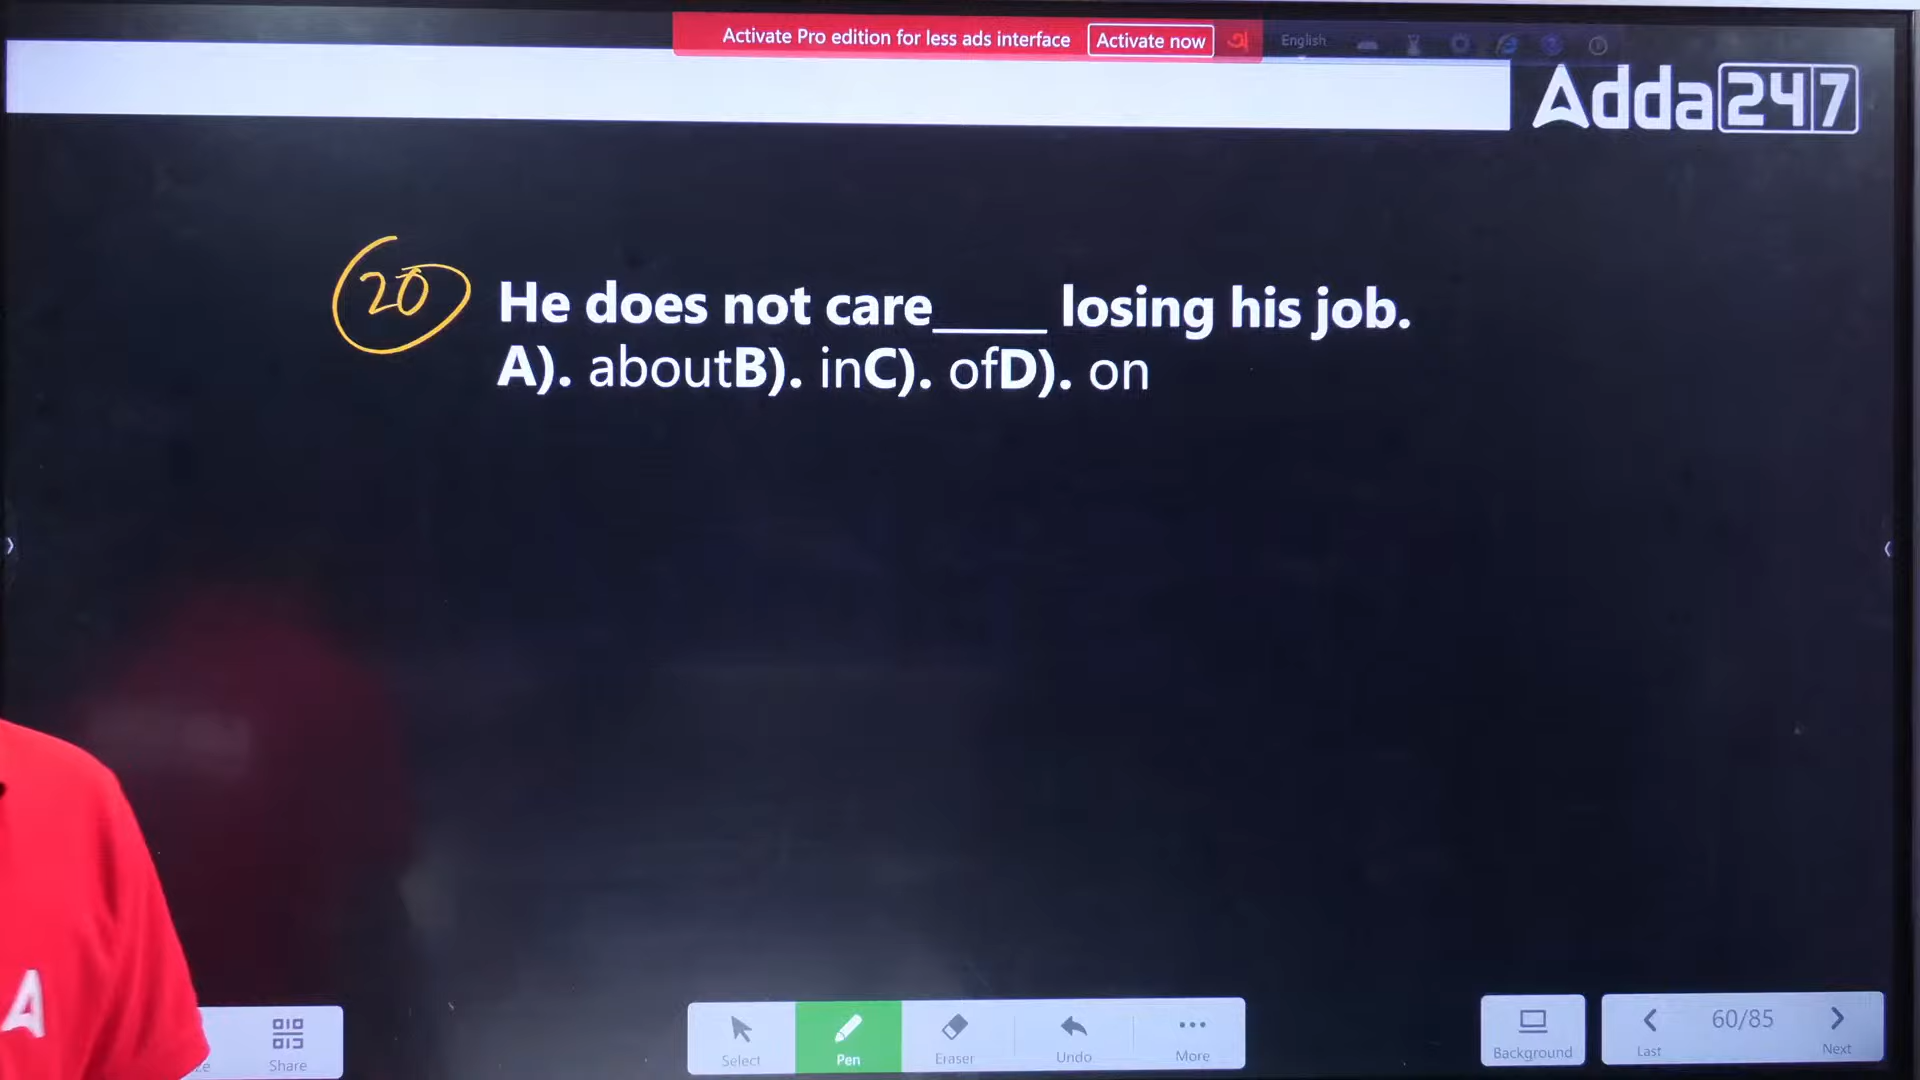 Activate Pro edition for less ads interface Activate now English
Adda247
20
He does not care____ losing his job.
A). aboutB). inC). ofD). on
A
Share
Select
Pen
Eraser
Undo
More
Background
Last
60/85
Next